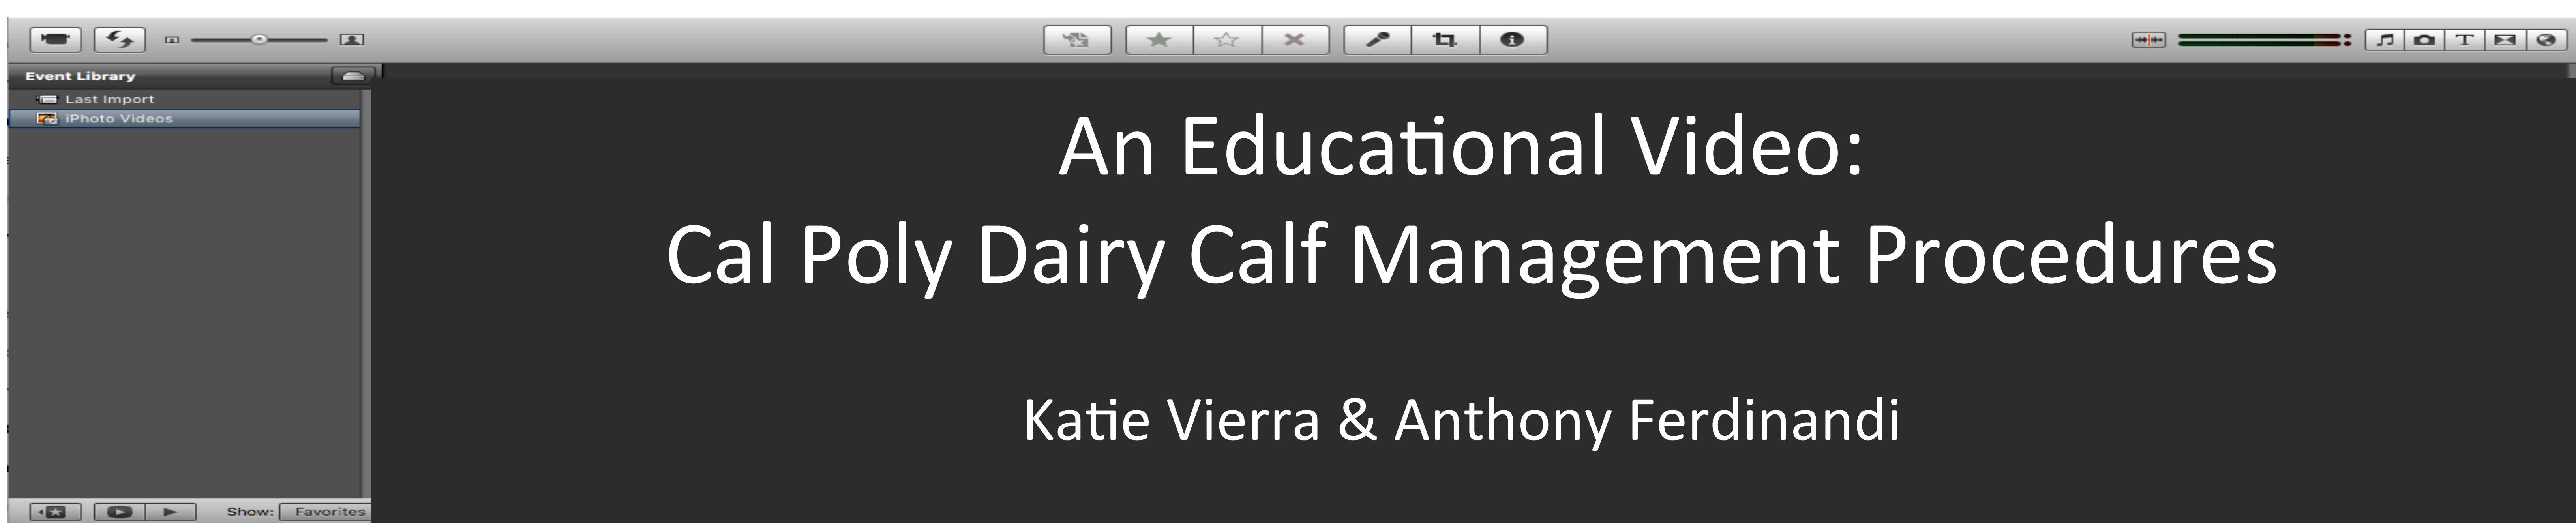 Event Library
Last Import
iPhoto Videos
An Educational Video:
Cal Poly Dairy Calf Management Procedures
Katie Vierra & Anthony Ferdinandi
Show: Favorites
T